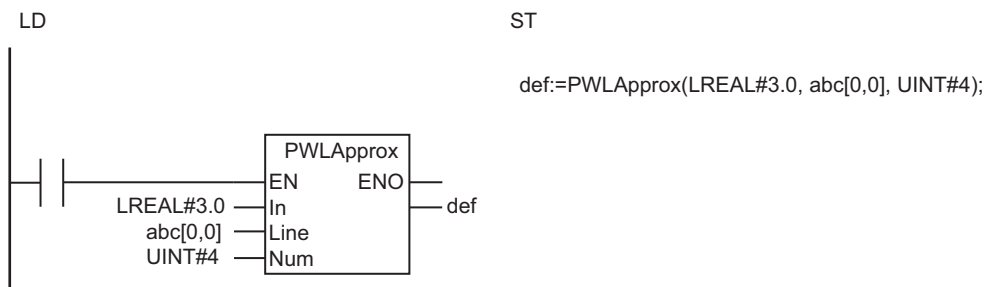 LD
ST
def:=PWLApprox(LREAL#3.0, abc[0,0], UINT#4);
PWLApprox
EN ENO
LREAL#3.0 In def
abc[0,0] Line
UINT#4 Num